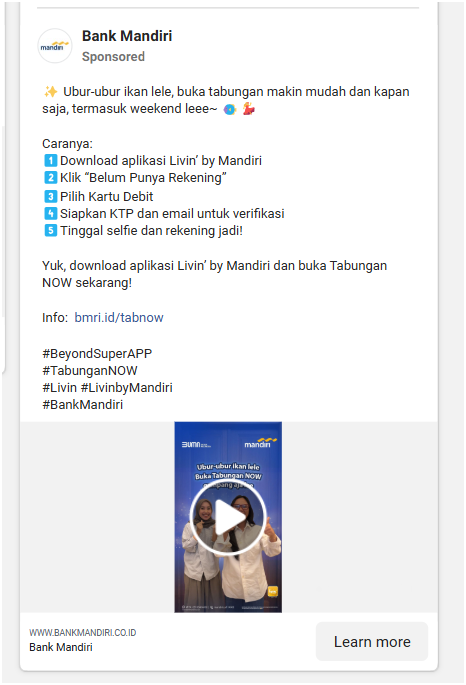 mandiri
Bank Mandiri
Sponsored
✨ Ubur-ubur ikan lele, buka tabungan makin mudah dan kapan
saja, termasuk weekend leee~ 🪩 💃
Caranya:
1️⃣ Download aplikasi Livin’ by Mandiri
2️⃣ Klik “Belum Punya Rekening”
3️⃣ Pilih Kartu Debit
4️⃣ Siapkan KTP dan email untuk verifikasi
5️⃣ Tinggal selfie dan rekening jadi!
Yuk, download aplikasi Livin’ by Mandiri dan buka Tabungan
NOW sekarang!
Info: bmri.id/tabnow
#BeyondSuperAPP
#TabunganNOW
#Livin #LivinbyMandiri
#BankMandiri
BUMN
mandiri
Ubur-ubur ikan lele
Buka Tabungan NOW
WWW.BANKMANDIRI.CO.ID
Bank Mandiri
Learn more